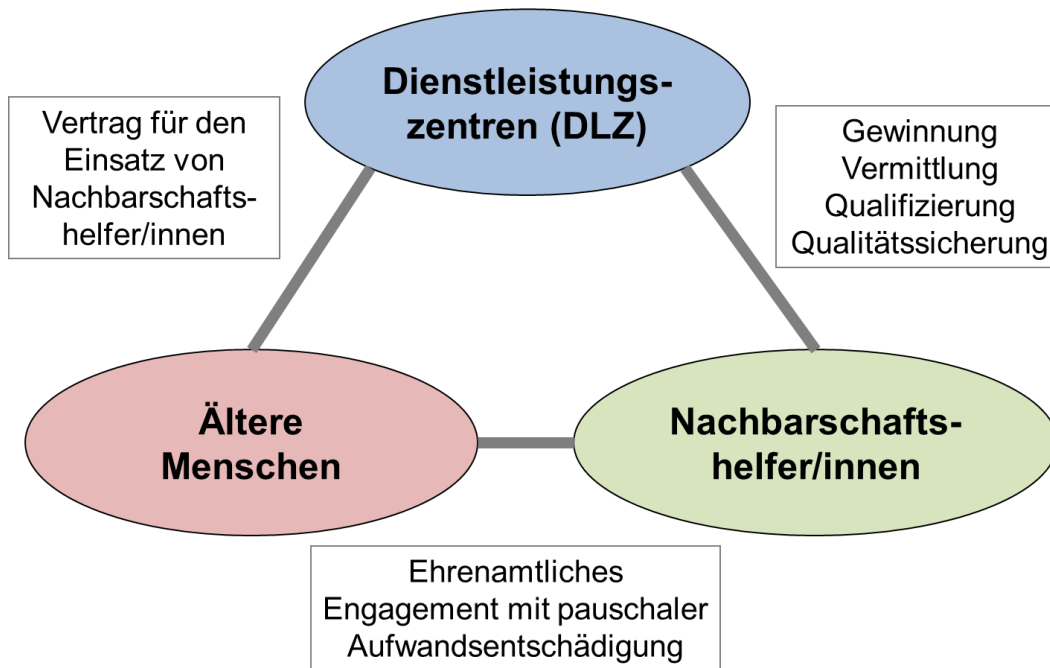 Dienstleistungs-
zentren (DLZ)
Vertrag für den
Einsatz von
Nachbarschafts-
helfer/innen
Gewinnung
Vermittlung
Qualifizierung
Qualitätssicherung
Ältere
Menschen
Nachbarschafts-
helfer/innen
Ehrenamtliches
Engagement mit pauschaler
Aufwandsentschädigung